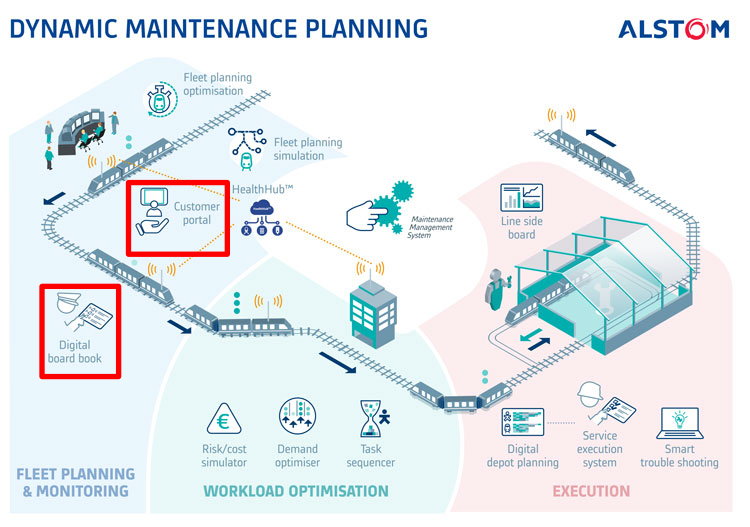 DYNAMIC MAINTENANCE PLANNING
ALSTOM
Fleet planning
optimisation
Fleet planning
simulation
HealthHub™
Customer
portal
Maintenance
Management
System
Line side
board
Digital
board book
€
Risk/cost
simulator
Demand
optimiser
Task
sequencer
Digital
depot planning
Service
execution
system
Smart
trouble shooting
FLEET PLANNING
& MONITORING
WORKLOAD OPTIMISATION
EXECUTION